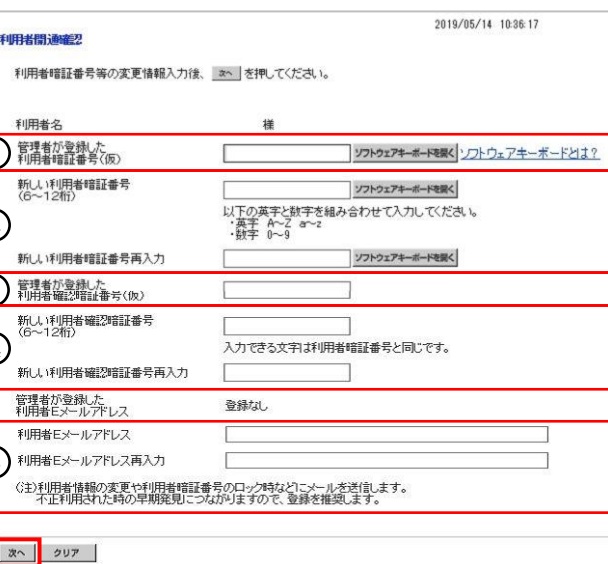 2019/05/14 10:36:17
利用者開通確認
利用者暗証番号等の変更情報入力後、 次へ を押してください。
利用者名 様
管理者が登録した
利用者暗証番号(仮) ソフトウェアキーボードを開く ソフトウェアキーボードとは?
新しい利用者暗証番号
(6～12桁) ソフトウェアキーボードを開く
以下の英字と数字を組み合わせて入力してください。
・英字 A～Z a～z
・数字 0～9
新しい利用者暗証番号再入力 ソフトウェアキーボードを開く
管理者が登録した
利用者確認暗証番号(仮)
新しい利用者確認暗証番号
(6～12桁)
入力できる文字は利用者暗証番号と同じです。
新しい利用者確認暗証番号再入力
管理者が登録した
利用者Eメールアドレス 登録なし
利用者Eメールアドレス
利用者Eメールアドレス再入力
(注)利用者情報の変更や利用者暗証番号のロック時などにメールを送信します。
不正利用された時の早期発見につながりますので、登録を推奨します。
次へ クリア